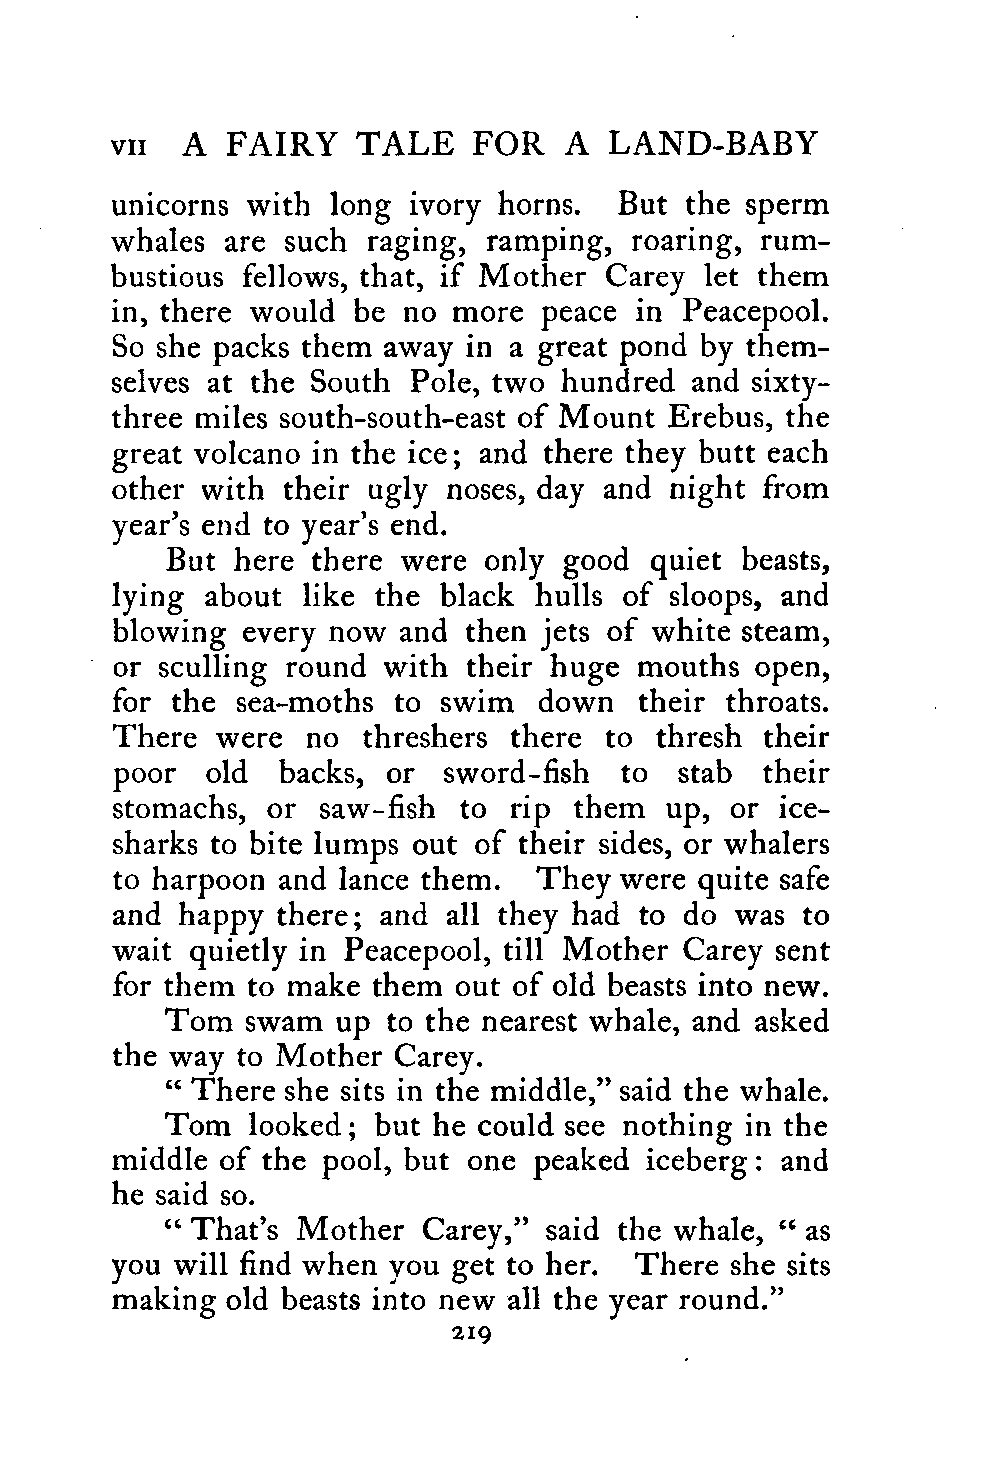 VII A FAIRY TALE FOR A LAND-BABY
unicorns with long ivory horns. But the sperm
whales are such raging, ramping, roaring, rum-
bustious fellows, that, if Mother Carey let them
in, there would be no more peace in Peacepool.
So she packs them away in a great pond by them-
selves at the South Pole, two hundred and sixty-
three miles south-south-east of Mount Erebus, the
great volcano in the ice; and there they butt each
other with their ugly noses, day and night from
year's end to year's end.
But here there were only good quiet beasts,
lying about like the black hulls of sloops, and
blowing every now and then jets of white steam,
or sculling round with their huge mouths open,
for the sea-moths to swim down their throats.
There were no threshers there to thresh their
poor old backs, or sword-fish to stab their
stomachs, or saw-fish to rip them up, or ice-
sharks to bite lumps out of their sides, or whalers
to harpoon and lance them. They were quite safe
and happy there; and all they had to do was to
wait quietly in Peacepool, till Mother Carey sent
for them to make them out of old beasts into new.
Tom swam up to the nearest whale, and asked
the way to Mother Carey.
“There she sits in the middle,” said the whale.
Tom looked; but he could see nothing in the
middle of the pool, but one peaked iceberg: and
he said so.
“That's Mother Carey,” said the whale, “as
you will find when you get to her. There she sits
making old beasts into new all the year round.”
219